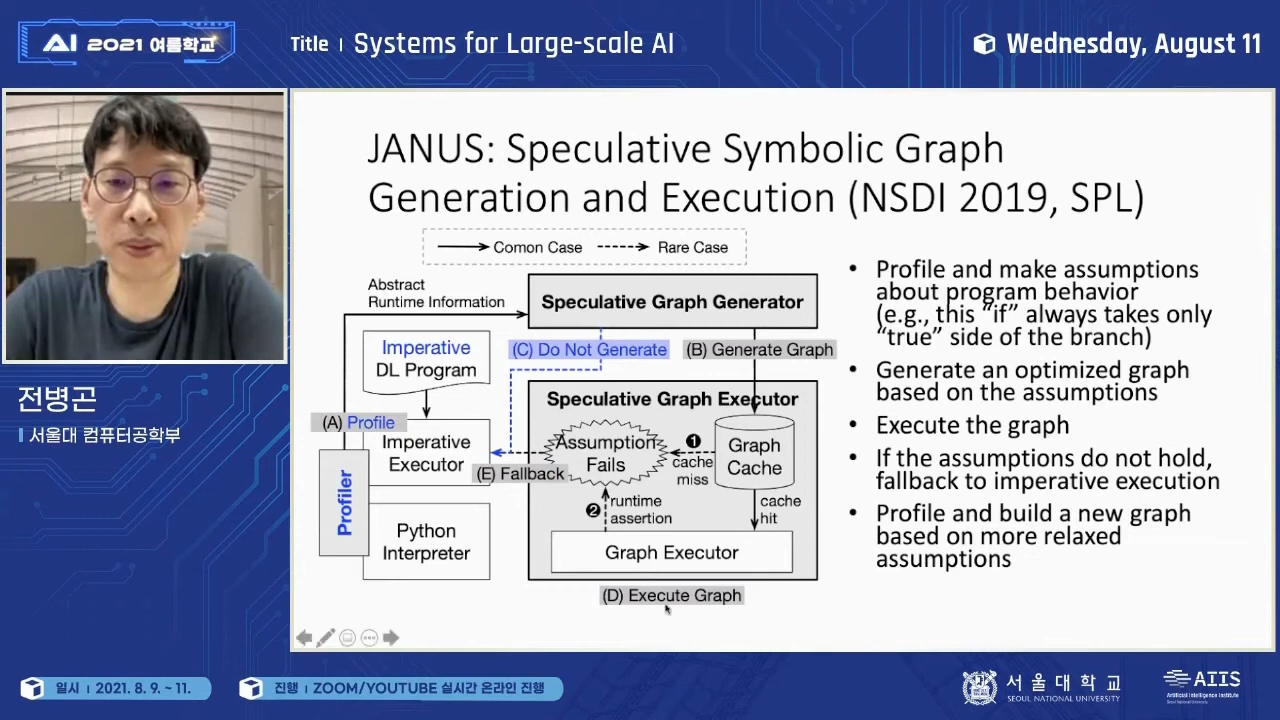 AI 2021 여름학교
Title | Systems for Large-scale AI
Wednesday, August 11
전병곤
서울대 컴퓨터공학부
JANUS: Speculative Symbolic Graph
Generation and Execution (NSDI 2019, SPL)
Comon Case
Rare Case
Abstract
Runtime Information
Speculative Graph Generator
Imperative
DL Program
(C) Do Not Generate
(B) Generate Graph
Speculative Graph Executor
(A) Profile
Imperative
Executor
Assumption
Fails
❶
cache
miss
Graph
Cache
(E) Fallback
Profiler
❷
runtime
assertion
cache
hit
Python
Interpreter
Graph Executor
(D) Execute Graph
• Profile and make assumptions
about program behavior
(e.g., this “if” always takes only
“true” side of the branch)
• Generate an optimized graph
based on the assumptions
• Execute the graph
• If the assumptions do not hold,
fallback to imperative execution
• Profile and build a new graph
based on more relaxed
assumptions
일시 | 2021. 8. 9. ~ 11.
진행 | ZOOM/YOUTUBE 실시간 온라인 진행
서울대학교
SEOUL NATIONAL UNIVERSITY
AIIS
Artificial Intelligence Institute
Seoul National University